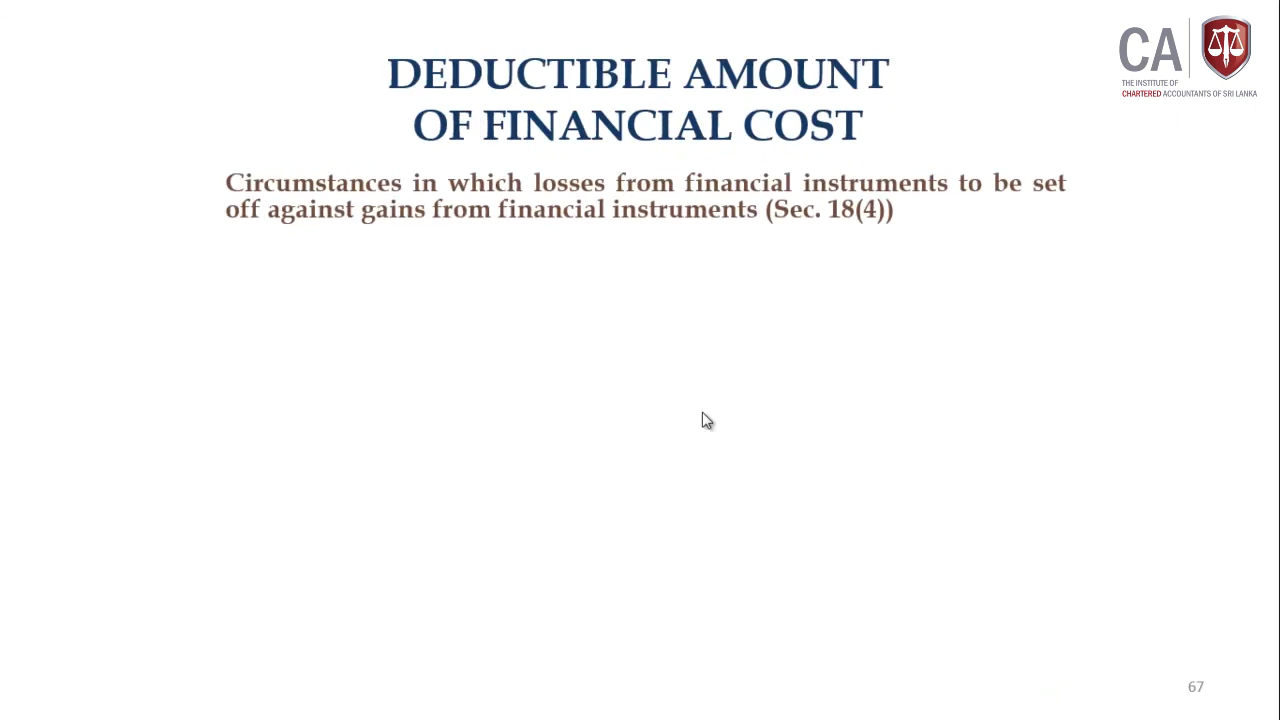 CA
THE INSTITUTE OF
CHARTERED ACCOUNTANTS OF SRI LANKA
DEDUCTIBLE AMOUNT
OF FINANCIAL COST
Circumstances in which losses from financial instruments to be set
off against gains from financial instruments (Sec. 18(4))
67